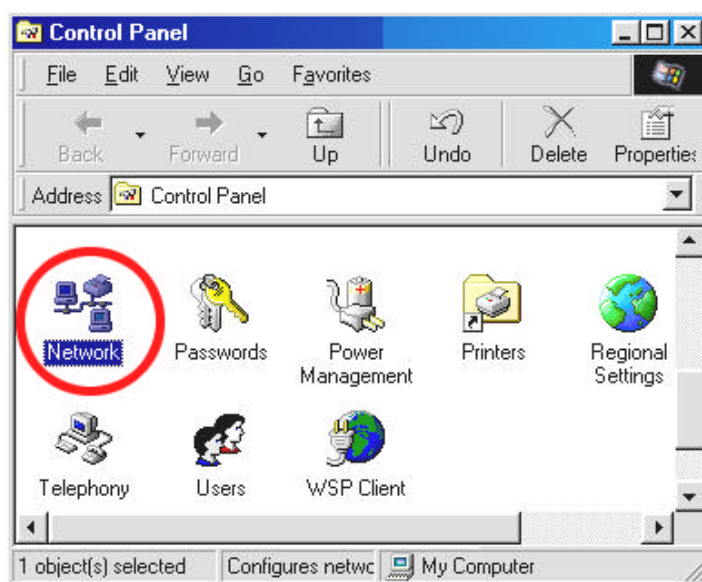 Control Panel
File Edit View Go Favorites
Back Forward Up Undo Delete Properties
Address Control Panel
Network Passwords Power Management Printers Regional Settings
Telephony Users WSP Client
1 object(s) selected Configures netwc My Computer